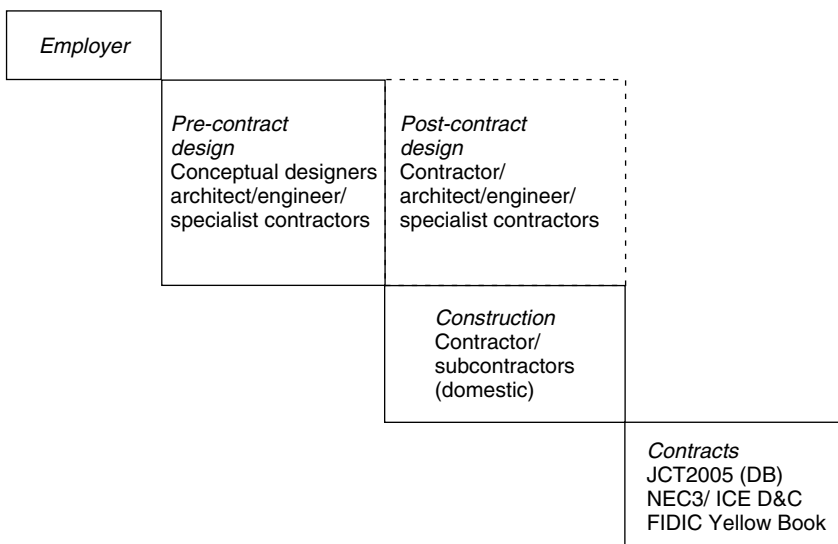 Employer
Pre-contract
design
Conceptual designers
architect/engineer/
specialist contractors
Post-contract
design
Contractor/
architect/engineer/
specialist contractors
Construction
Contractor/
subcontractors
(domestic)
Contracts
JCT2005 (DB)
NEC3/ ICE D&C
FIDIC Yellow Book